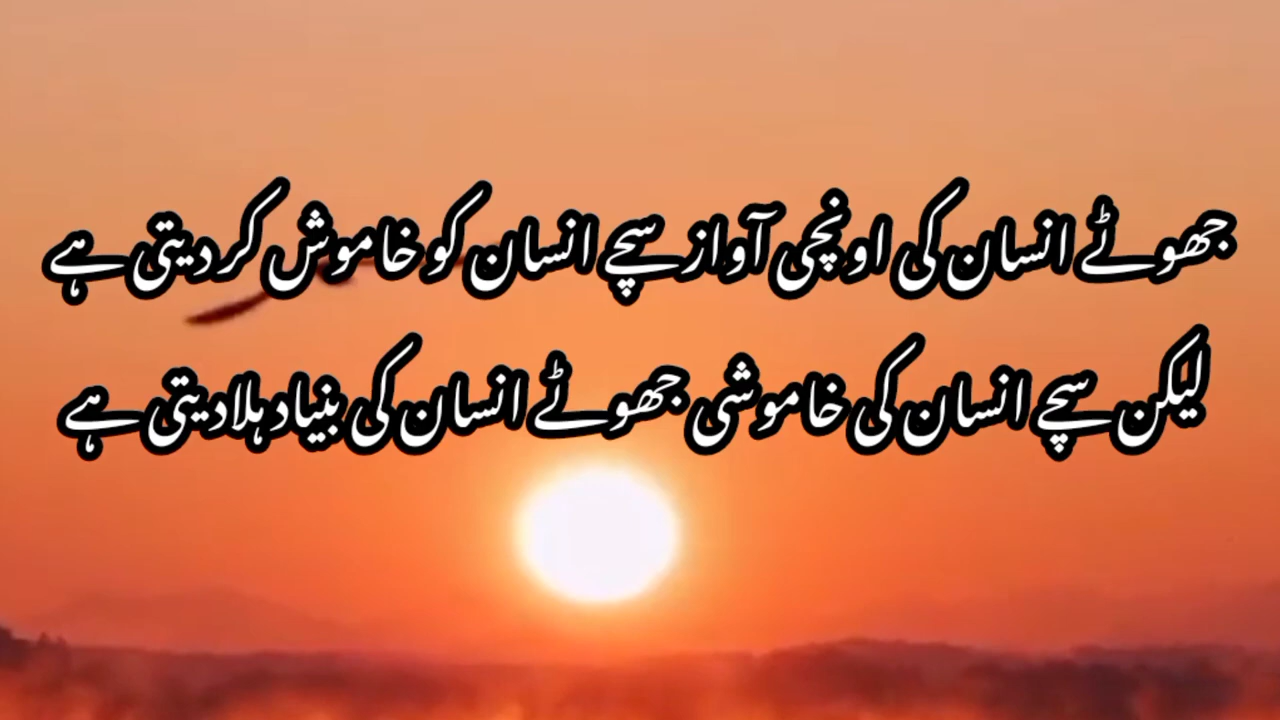 جھوٹے انسان کی اونچی آواز سچے انسان کو خاموش کر دیتی ہے
لیکن سچے انسان کی خاموشی جھوٹے انسان کی بنیاد ہلا دیتی ہے